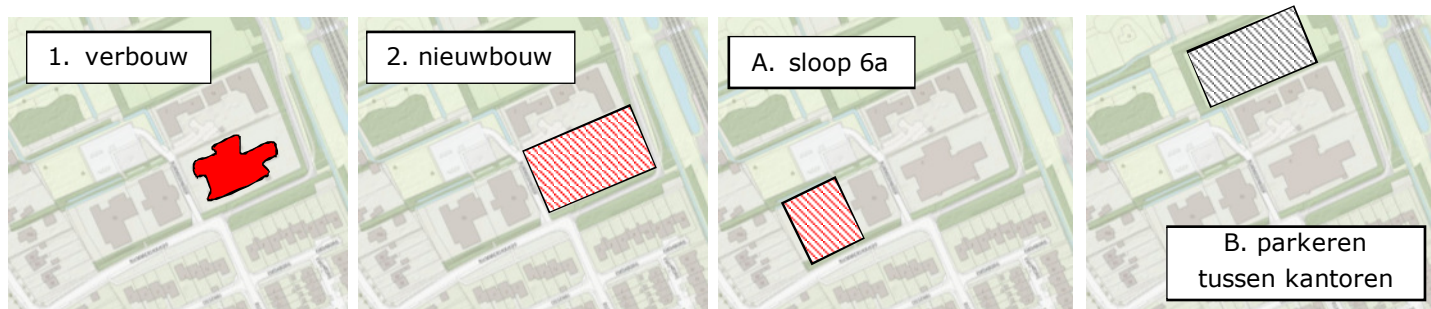 1. verbouw
2. nieuwbouw
A. sloop 6a
B. parkeren
tussen kantoren